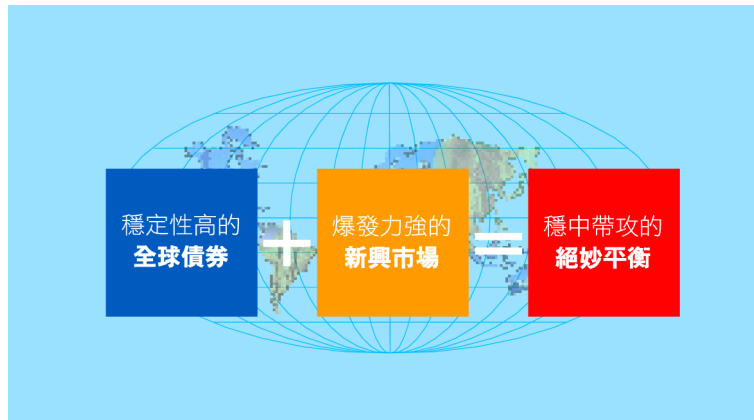 穩定性高的
全球債券
+
爆發力強的
新興市場
=
穩中帶攻的
絕妙平衡